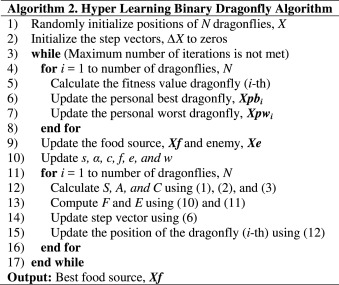 Algorithm 2. Hyper Learning Binary Dragonfly Algorithm
1) Randomly initialize positions of N dragonflies, X
2) Initialize the step vectors, ΔX to zeros
3) while (Maximum number of iterations is not met)
4) for i = 1 to number of dragonflies, N
5) Calculate the fitness value dragonfly (i-th)
6) Update the personal best dragonfly, Xpbi
7) Update the personal worst dragonfly, Xpwi
8) end for
9) Update the food source, Xf and enemy, Xe
10) Update s, a, c, f, e, and w
11) for i = 1 to number of dragonflies, N
12) Calculate S, A, and C using (1), (2), and (3)
13) Compute F and E using (10) and (11)
14) Update step vector using (6)
15) Update the position of the dragonfly (i-th) using (12)
16) end for
17) end while
Output: Best food source, Xf